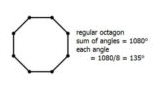 regular octagon
sum of angles = 1080°
each angle
= 1080/8 = 135°